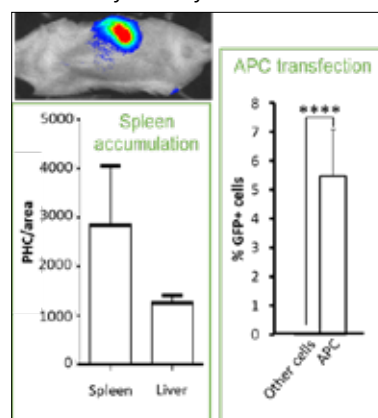 Spleen
accumulation
PHC/area
5000
4000
3000
2000
1000
0
Spleen Liver
APC transfection
% GFP+ cells
8
7
6
5
4
3
2
1
0
****
Other cells
APC